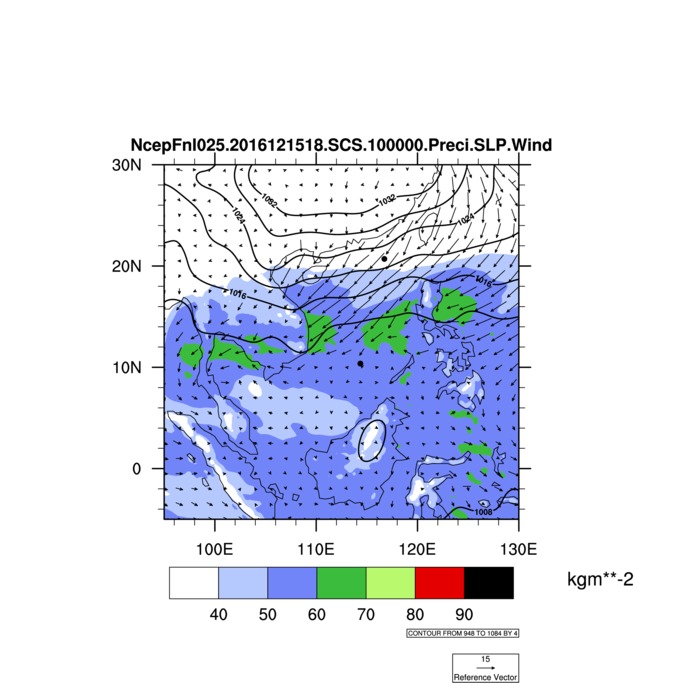 NcepFnl025.2016121518.SCS.100000.Preci.SLP.Wind
30N
1032
1032
1024
1024
20N
1016
1016
10N
0
1008
100E 110E 120E 130E
kgm**-2
40 50 60 70 80 90
CONTOUR FROM 948 TO 1084 BY 4
15
Reference Vector